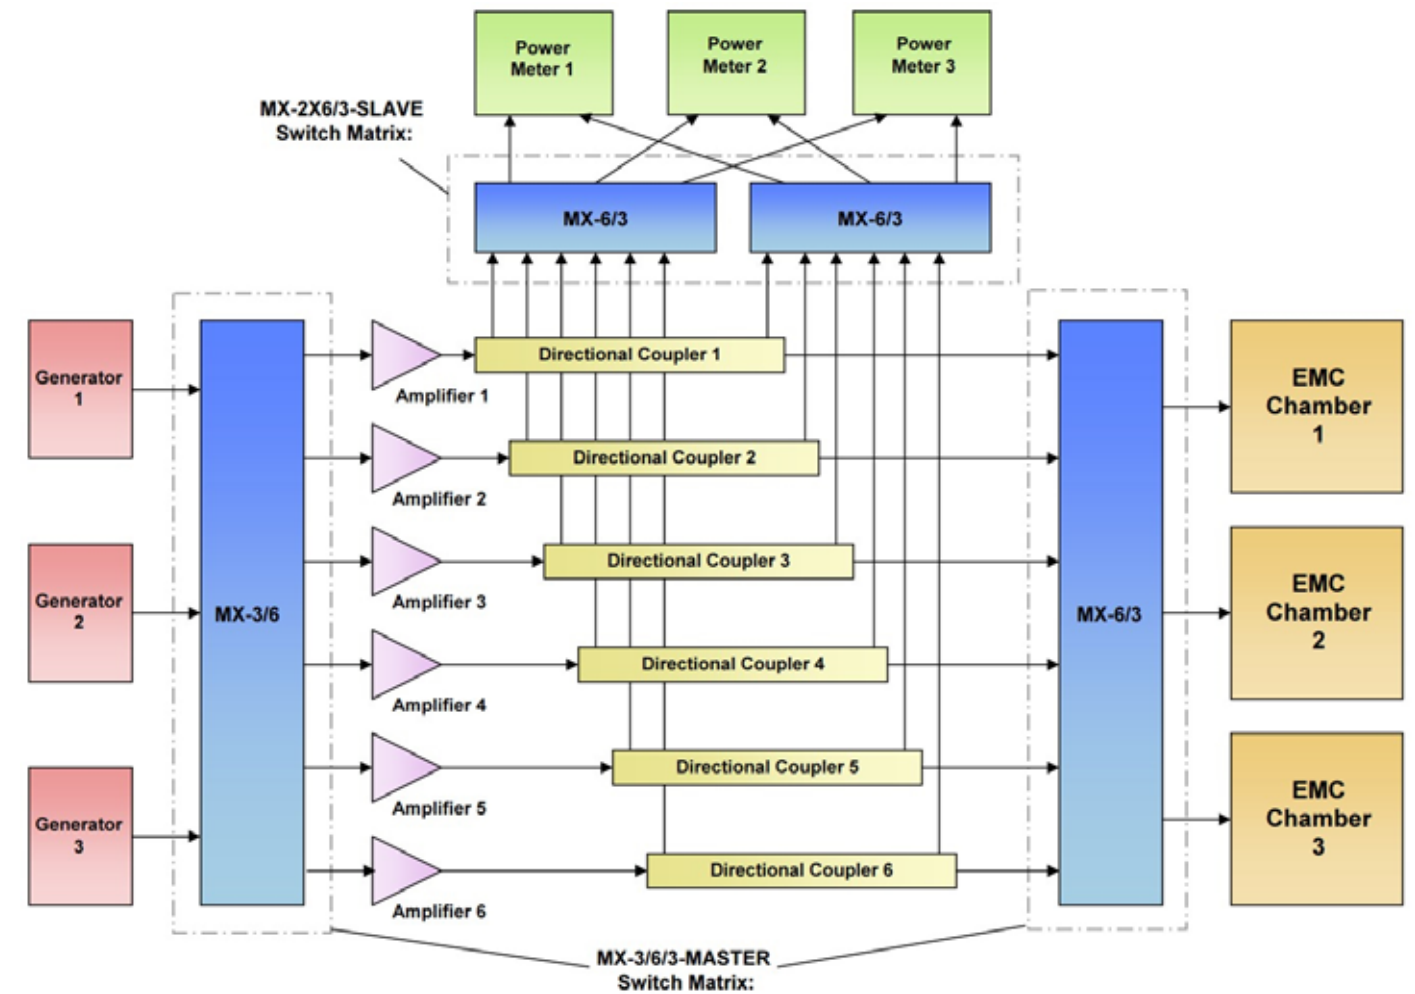 Power
Meter 1
Power
Meter 2
Power
Meter 3
MX-2X6/3-SLAVE
Switch Matrix:
MX-6/3
MX-6/3
Generator
1
Generator
2
Generator
3
MX-3/6
Amplifier 1
Amplifier 2
Amplifier 3
Amplifier 4
Amplifier 5
Amplifier 6
Directional Coupler 1
Directional Coupler 2
Directional Coupler 3
Directional Coupler 4
Directional Coupler 5
Directional Coupler 6
MX-6/3
EMC
Chamber
1
EMC
Chamber
2
EMC
Chamber
3
MX-3/6/3-MASTER
Switch Matrix: